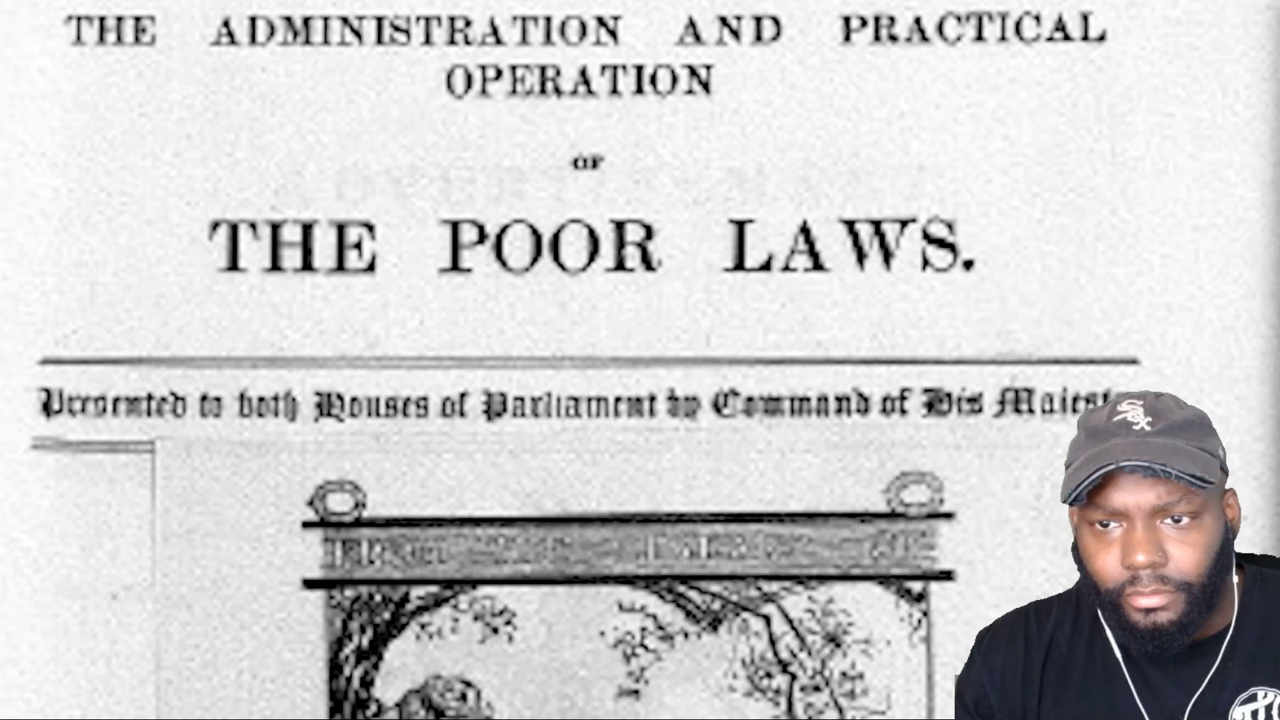 THE ADMINISTRATION AND PRACTICAL
OPERATION
OF
THE POOR LAWS.
Presented to both Houses of Parliament by Command of His
Sox